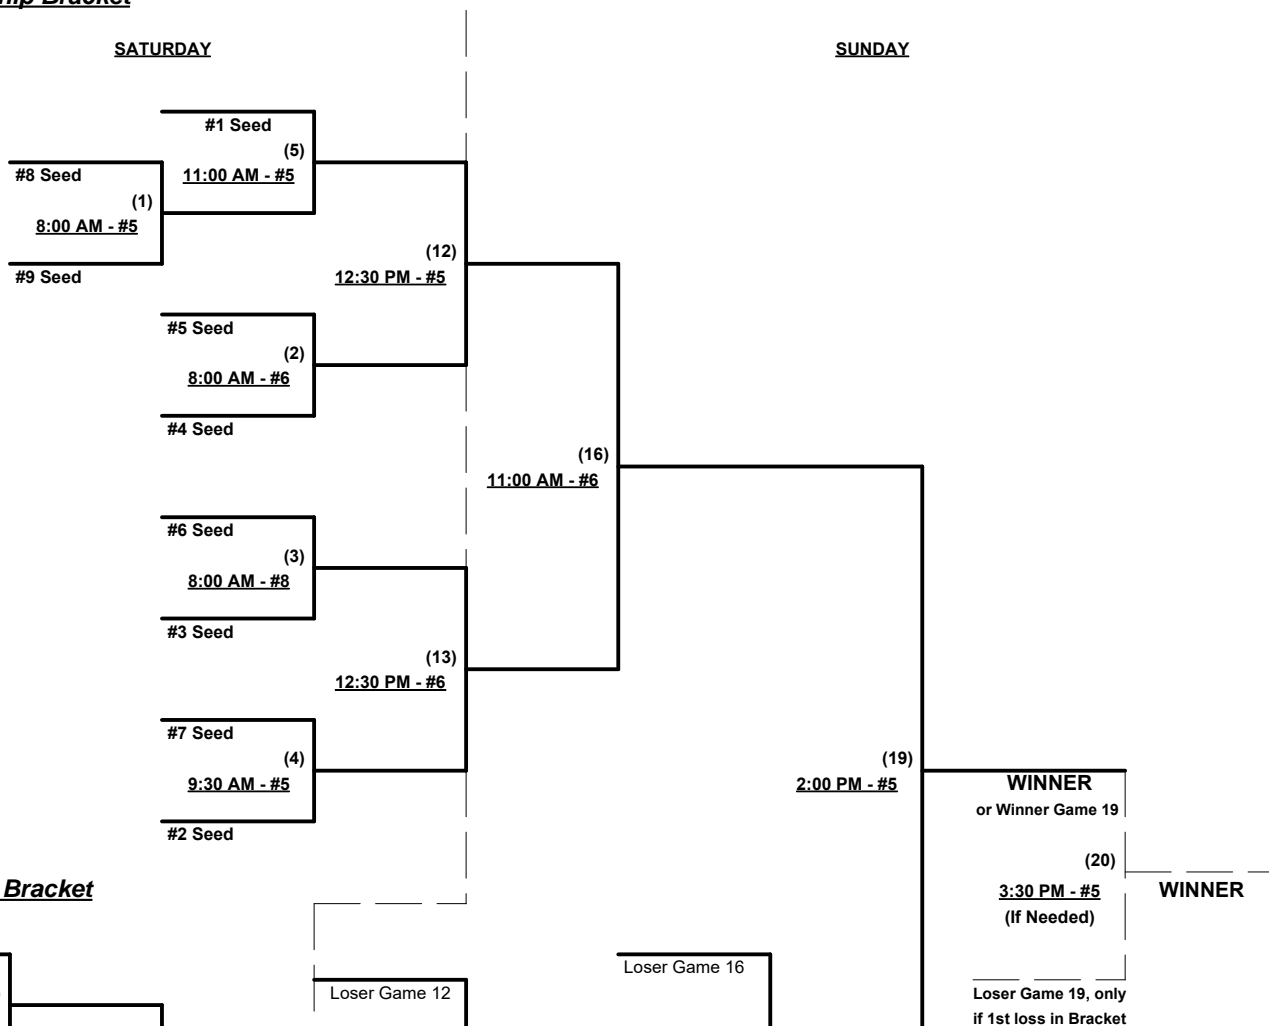 Bracket
SATURDAY
SUNDAY
#1 Seed
(5)
#8 Seed
11:00 AM - #5
(1)
8:00 AM - #5
#9 Seed
(12)
12:30 PM - #5
#5 Seed
(2)
8:00 AM - #6
#4 Seed
(16)
11:00 AM - #6
#6 Seed
(3)
8:00 AM - #8
#3 Seed
(13)
12:30 PM - #6
#7 Seed
(4)
9:30 AM - #5
#2 Seed
(19)
2:00 PM - #5
WINNER
or Winner Game 19
(20)
3:30 PM - #5
(If Needed)
WINNER
Bracket
Loser Game 16
Loser Game 12
Loser Game 19, only
if 1st loss in Bracket